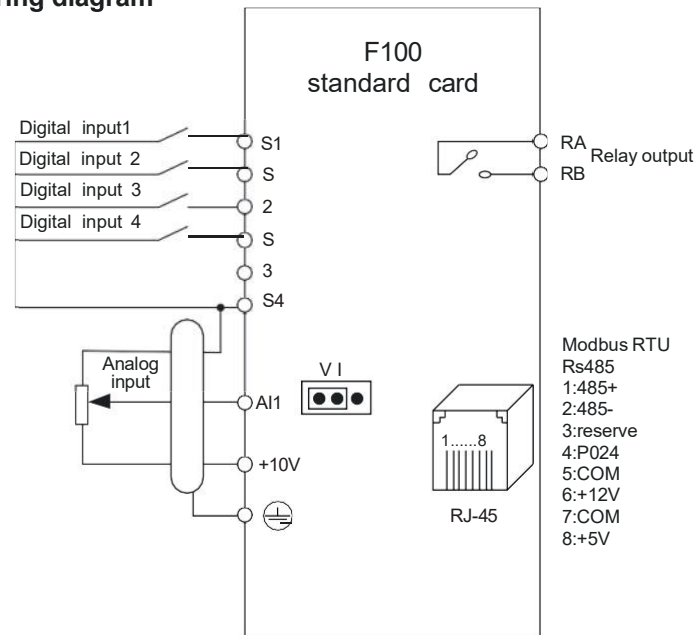 ring diagram
F100
standard card
Digital input1
Digital input 2
Digital input 3
Digital input 4
S1
S
2
S
3
S4
RA
RB
Relay output
Analog
input
AI1
+10V
V I
1......8
RJ-45
Modbus RTU
Rs485
1:485+
2:485-
3:reserve
4:P024
5:COM
6:+12V
7:COM
8:+5V